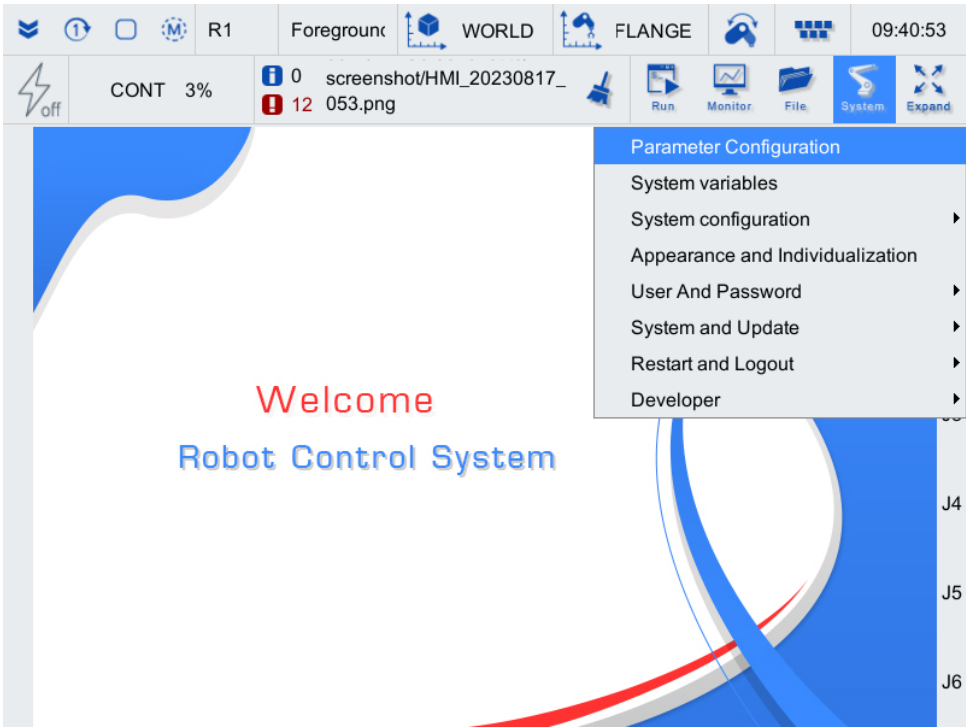 R1 Foregrounc WORLD FLANGE 09:40:53
off CONT 3% 0 screenshot/HMI_20230817_
12 053.png
Run Monitor File System Expand
Parameter Configuration
System variables
System configuration
Appearance and Individualization
User And Password
System and Update
Restart and Logout
Developer
Welcome
Robot Control System
J4
J5
J6